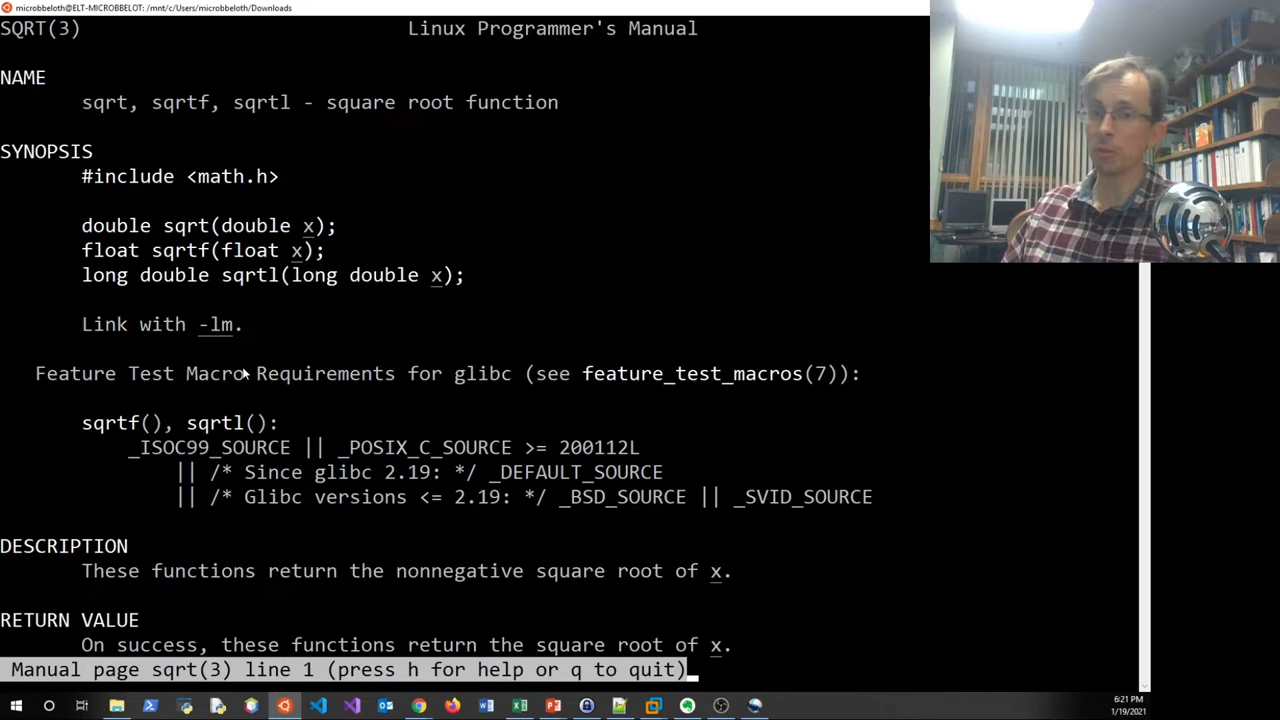 microbbeloth@ELT-MICROBBELOT: /mnt/c/Users/microbbeloth/Downloads
SQRT(3) Linux Programmer's Manual
NAME
sqrt, sqrtf, sqrtl - square root function
SYNOPSIS
#include <math.h>
double sqrt(double x);
float sqrtf(float x);
long double sqrtl(long double x);
Link with -lm.
Feature Test Macro Requirements for glibc (see feature_test_macros(7)):
sqrtf(), sqrtl():
_ISOC99_SOURCE || _POSIX_C_SOURCE >= 200112L
|| /* Since glibc 2.19: */ _DEFAULT_SOURCE
|| /* Glibc versions <= 2.19: */ _BSD_SOURCE || _SVID_SOURCE
DESCRIPTION
These functions return the nonnegative square root of x.
RETURN VALUE
On success, these functions return the square root of x.
Manual page sqrt(3) line 1 (press h for help or q to quit)
6:21 PM
1/19/2021